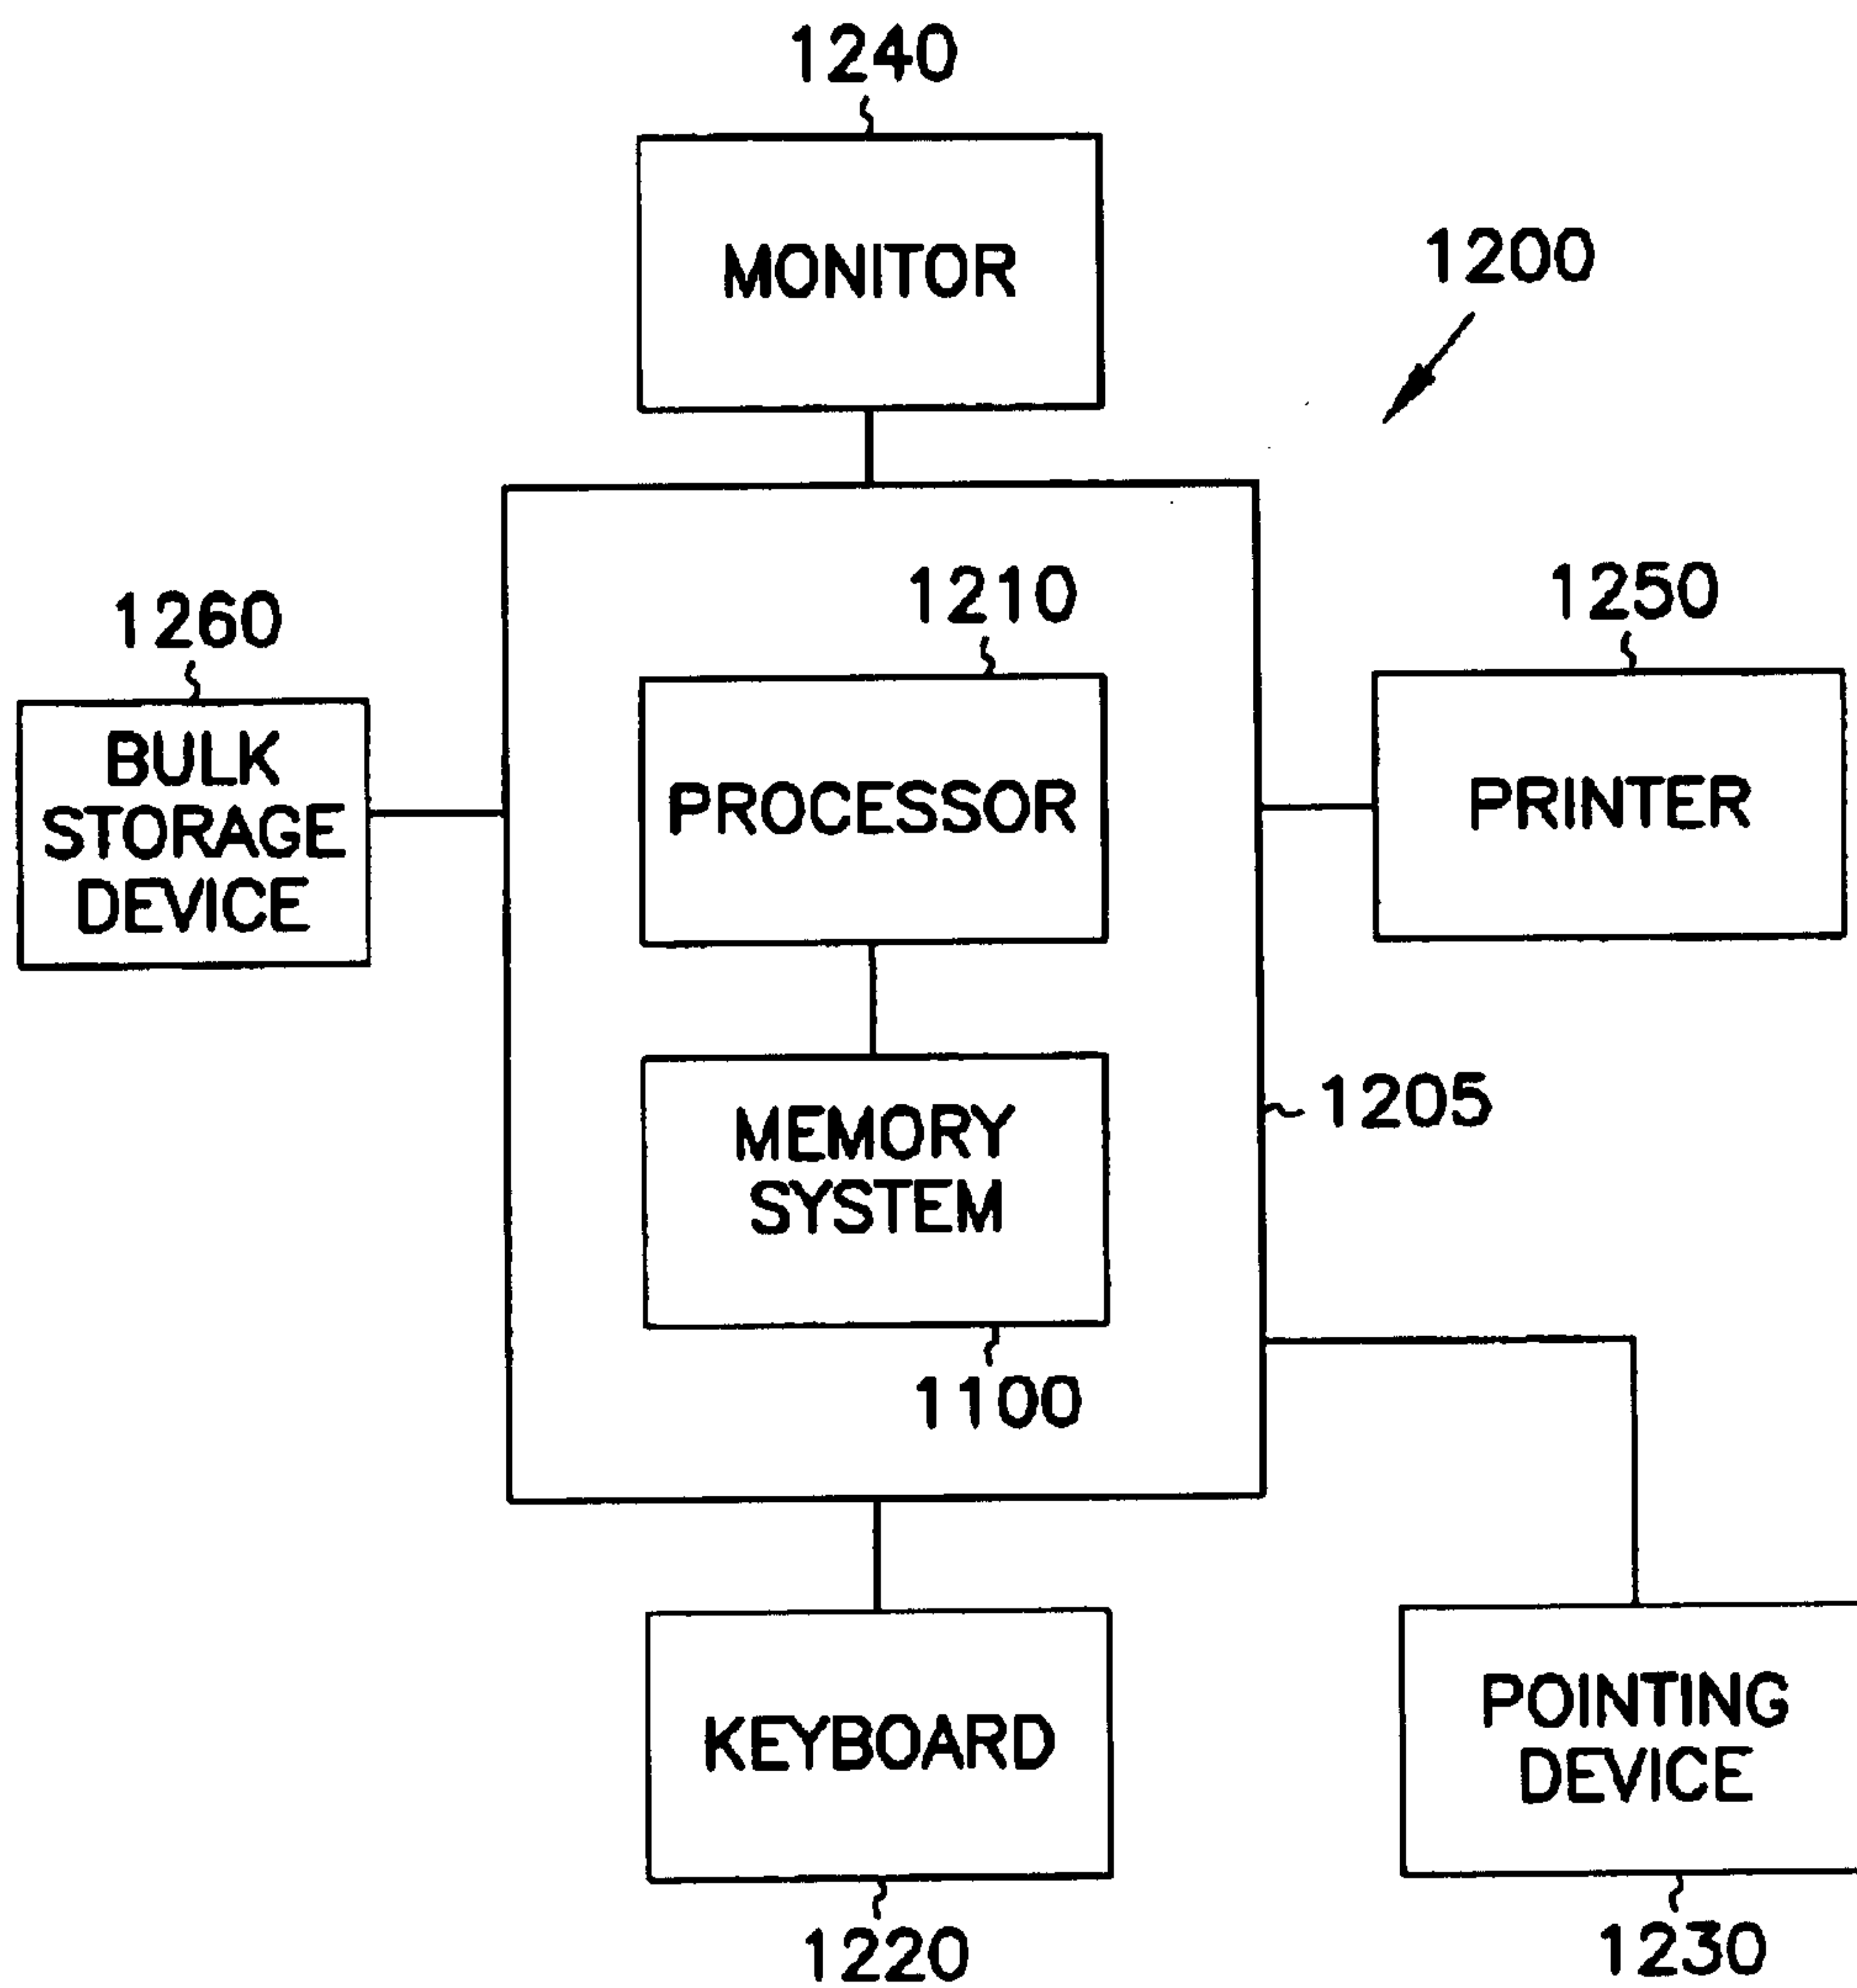 1240
MONITOR
1200
1210
1250
1260
BULK
STORAGE
DEVICE
PROCESSOR
PRINTER
1205
MEMORY
SYSTEM
1100
POINTING
DEVICE
KEYBOARD
1220
1230